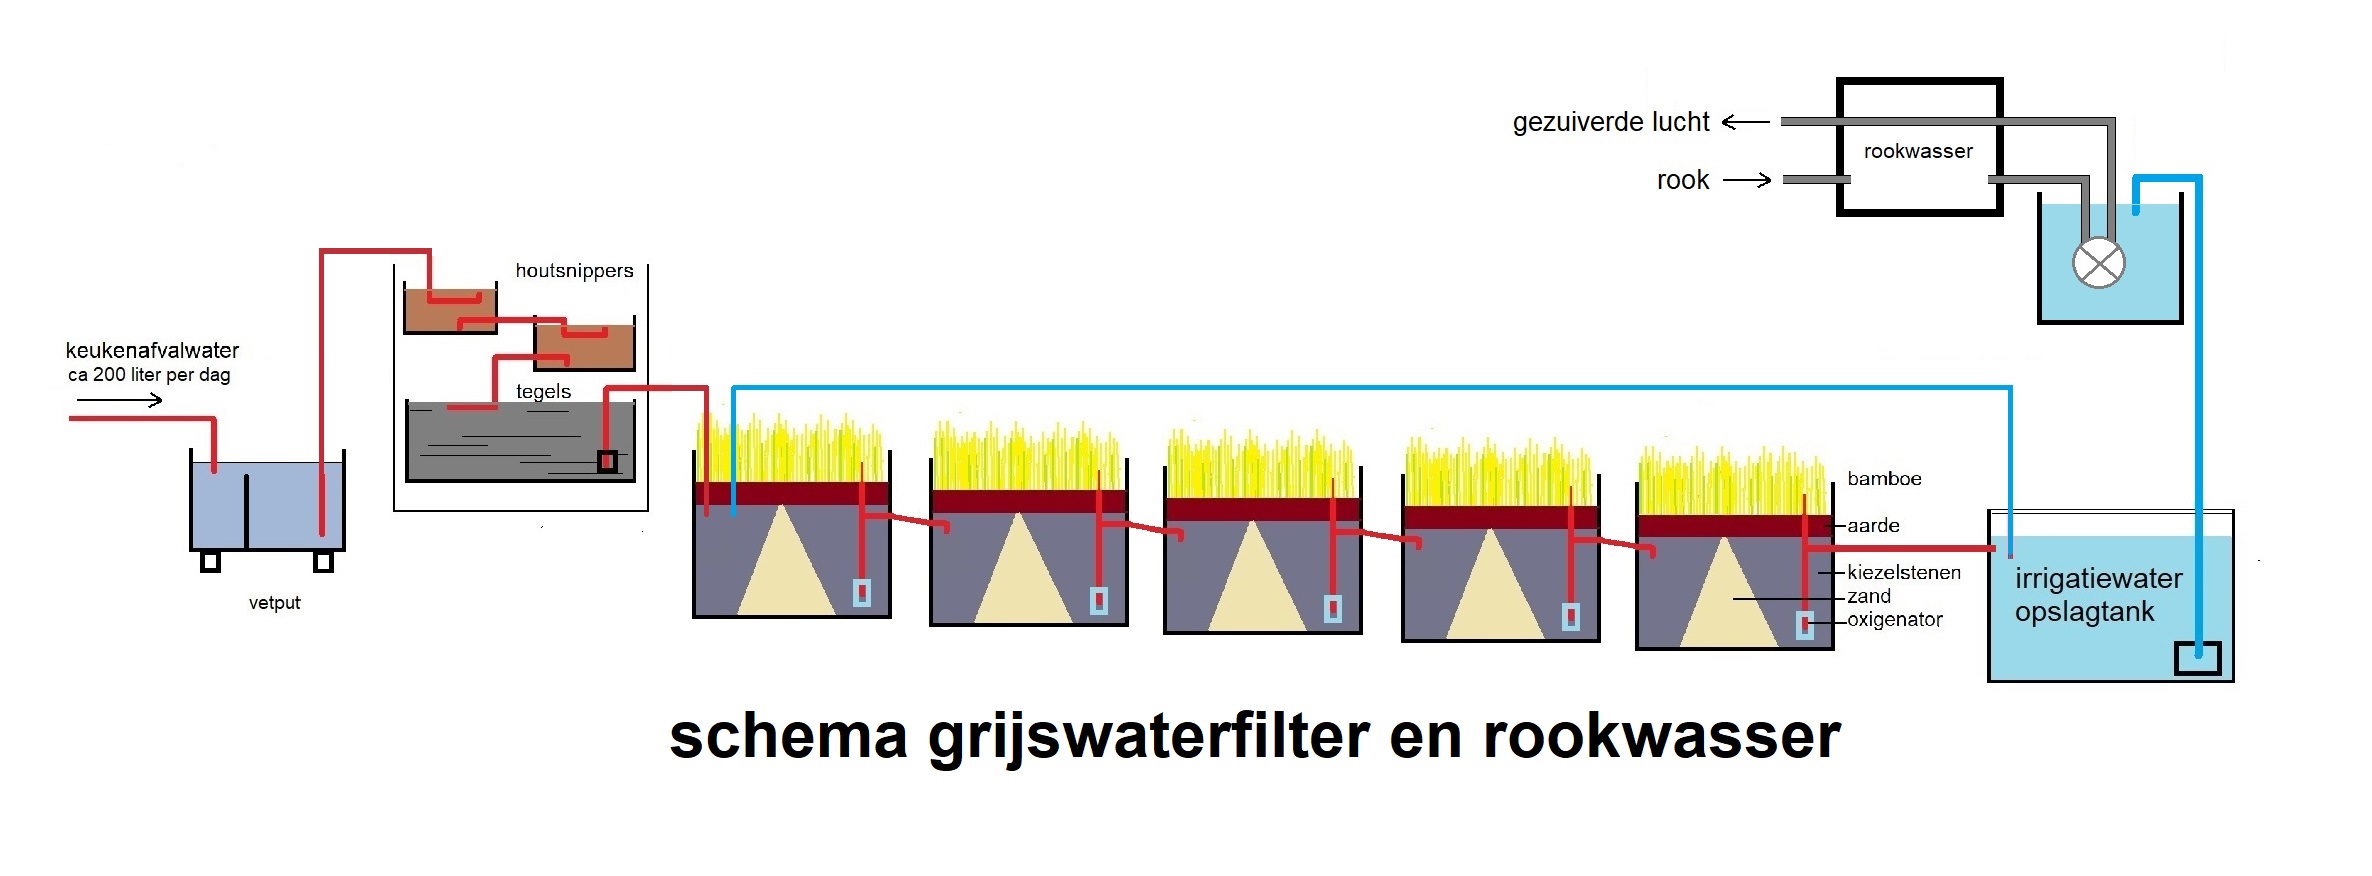 gezuiverde lucht
rookwasser
rook
houtsnippers
keukenafvalwater
ca 200 liter per dag
tegels
bamboe
aarde
kiezelstenen
zand
oxigenator
irrigatiewater
opslagtank
vetput
schema grijswaterfilter en rookwasser